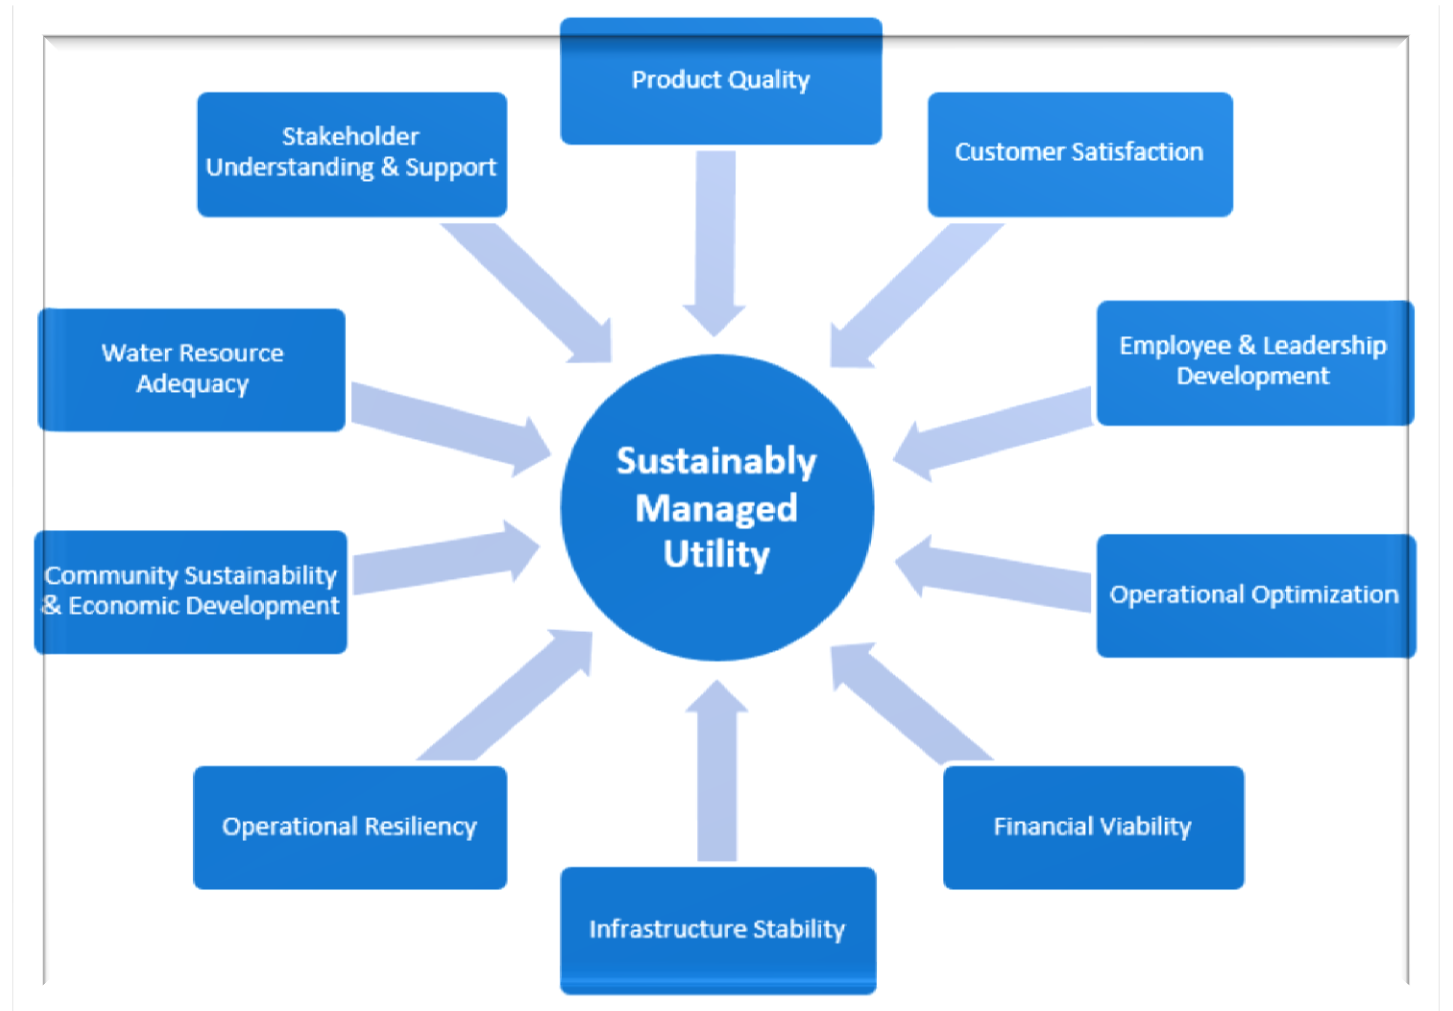 Product Quality
Stakeholder
Understanding & Support
Customer Satisfaction
Water Resource
Adequacy
Employee & Leadership
Development
Sustainably
Managed
Utility
Community Sustainability
& Economic Development
Operational Optimization
Operational Resiliency
Financial Viability
Infrastructure Stability